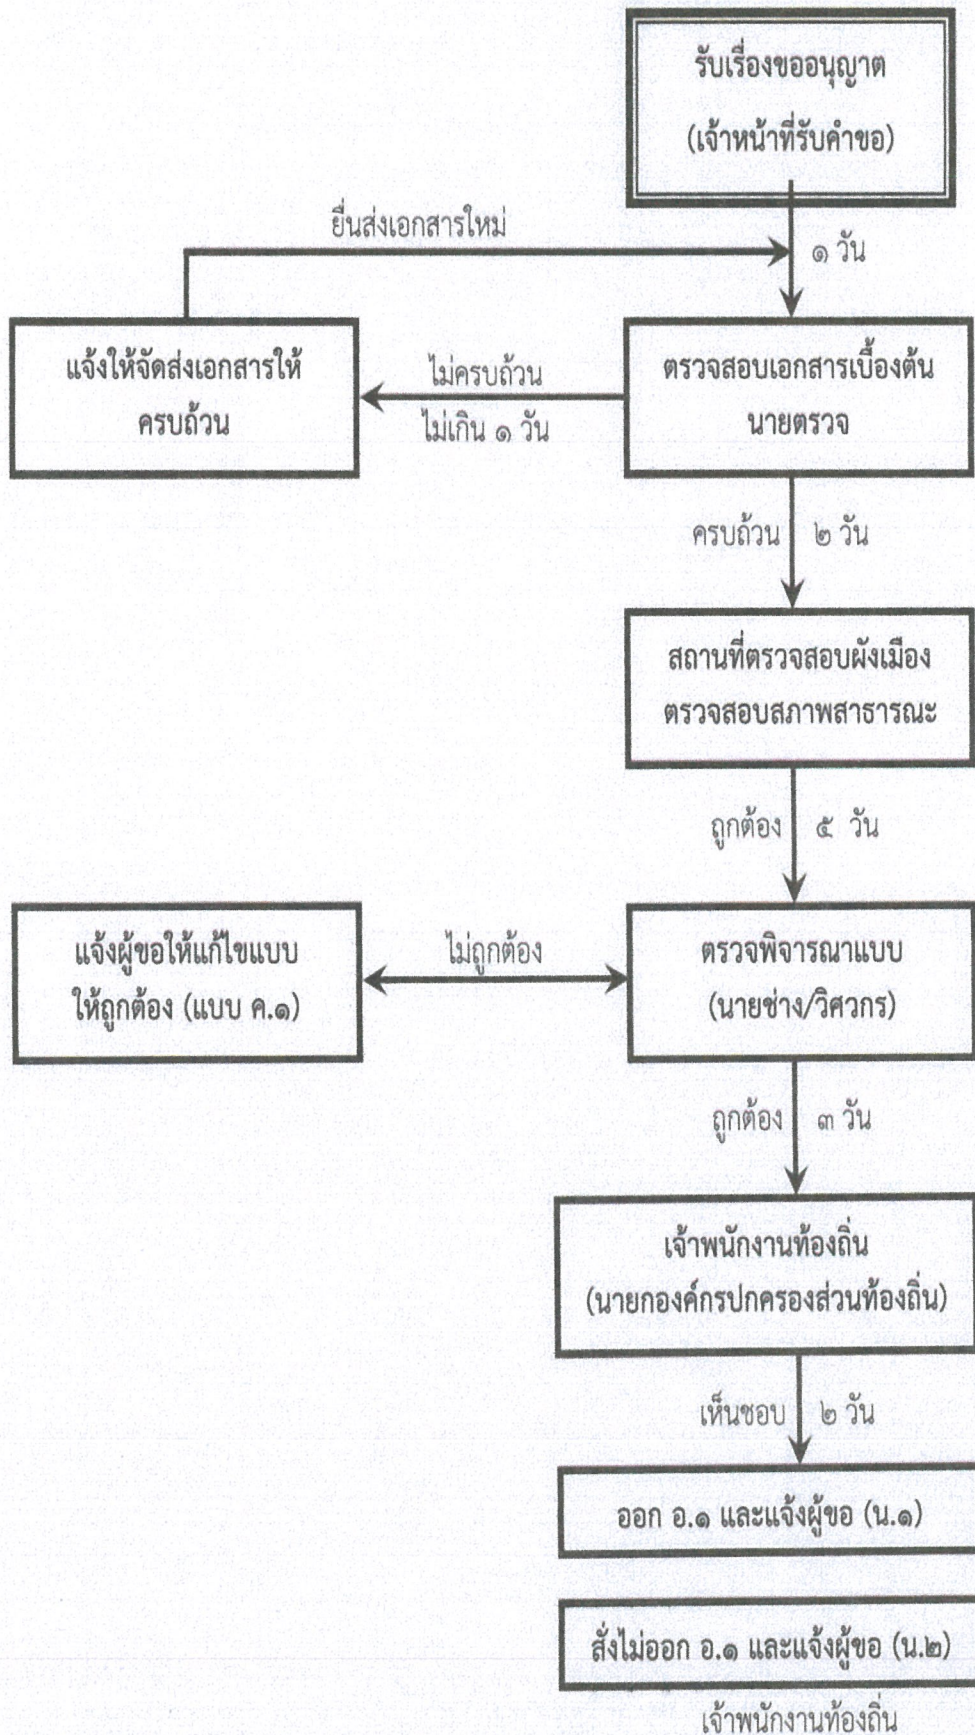 รับเรื่องขออนุญาต
(เจ้าหน้าที่รับคำขอ)
ยื่นส่งเอกสารใหม่
๑ วัน
แจ้งให้จัดส่งเอกสารให้
ครบถ้วน
ไม่ครบถ้วน
ไม่เกิน ๑ วัน
ตรวจสอบเอกสารเบื้องต้น
นายตรวจ
ครบถ้วน ๒ วัน
สถานที่ตรวจสอบผังเมือง
ตรวจสอบสภาพสาธารณะ
ถูกต้อง ๕ วัน
แจ้งผู้ขอให้แก้ไขแบบ
ให้ถูกต้อง (แบบ ค.๑)
ไม่ถูกต้อง
ตรวจพิจารณาแบบ
(นายช่าง/วิศวกร)
ถูกต้อง ๓ วัน
เจ้าพนักงานท้องถิ่น
(นายกองค์กรปกครองส่วนท้องถิ่น)
เห็นชอบ ๒ วัน
ออก อ.๑ และแจ้งผู้ขอ (น.๑)
สั่งไม่ออก อ.๑ และแจ้งผู้ขอ (น.๒)
เจ้าพนักงานท้องถิ่น